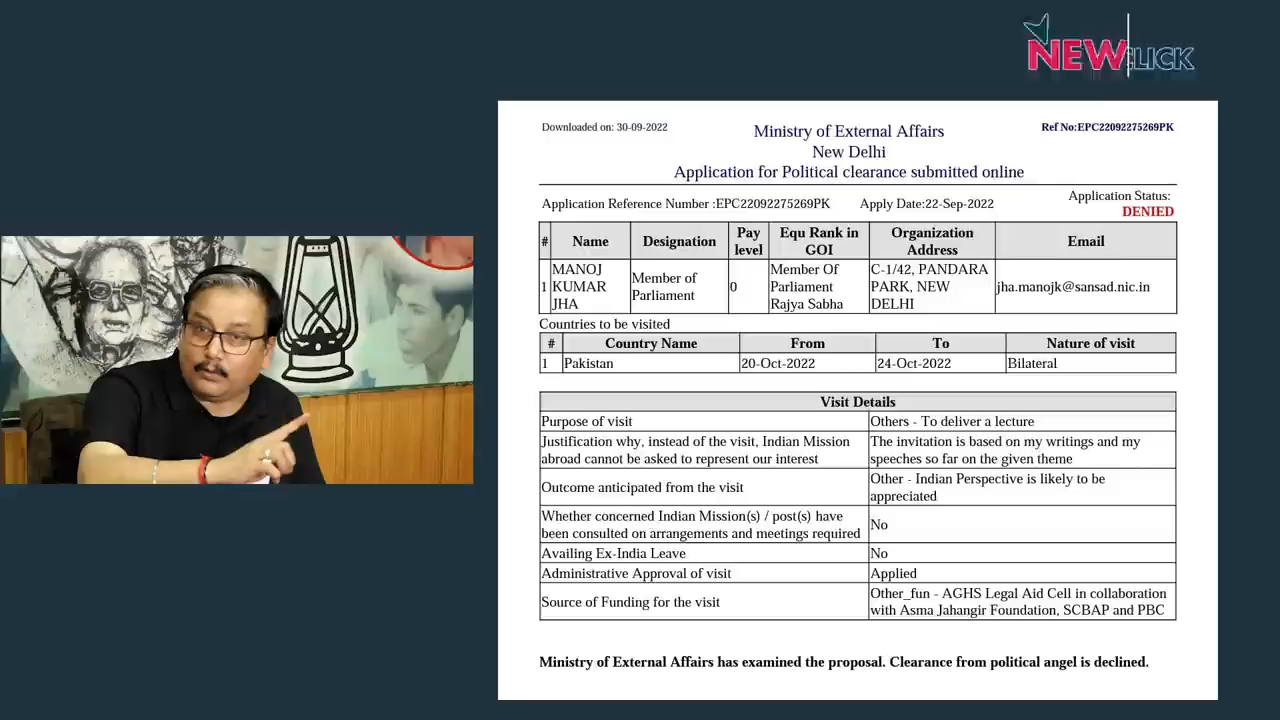 NEWSCLICK
Downloaded on: 30-09-2022
Ministry of External Affairs
Ref No:EPC22092275269PK
New Delhi
Application for Political clearance submitted online
Application Reference Number :EPC22092275269PK
Apply Date:22-Sep-2022
Application Status:
DENIED
# Name Designation Pay level Equ Rank in GOI Organization Address Email
1 MANOJ KUMAR JHA Member of Parliament 0 Member Of Parliament Rajya Sabha C-1/42, PANDARA PARK, NEW DELHI jha.manojk@sansad.nic.in
Countries to be visited
# Country Name From To Nature of visit
1 Pakistan 20-Oct-2022 24-Oct-2022 Bilateral
Visit Details
Purpose of visit Others - To deliver a lecture
Justification why, instead of the visit, Indian Mission The invitation is based on my writings and my
abroad cannot be asked to represent our interest speeches so far on the given theme
Outcome anticipated from the visit Other - Indian Perspective is likely to be
appreciated
Whether concerned Indian Mission(s) / post(s) have
been consulted on arrangements and meetings required No
Availing Ex-India Leave No
Administrative Approval of visit Applied
Source of Funding for the visit Other_fun - AGHS Legal Aid Cell in collaboration
with Asma Jahangir Foundation, SCBAP and PBC
Ministry of External Affairs has examined the proposal. Clearance from political angel is declined.